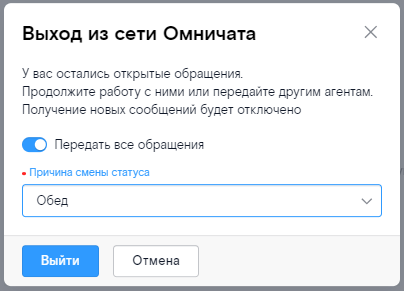 Выход из сети Омничата
У вас остались открытые обращения.
Продолжите работу с ними или передайте другим агентам.
Получение новых сообщений будет отключено
Передать все обращения
Причина смены статуса
Обед
Выйти
Отмена